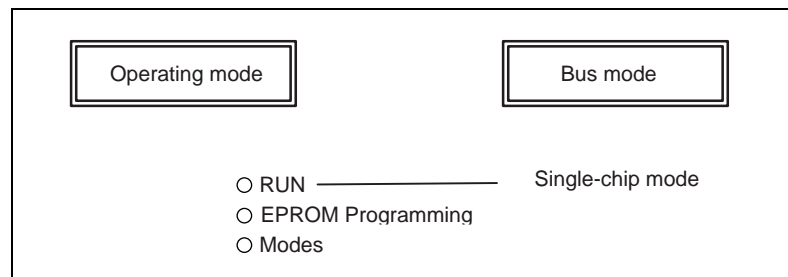 Operating mode
Bus mode
RUN
Single-chip mode
EPROM Programming
Modes